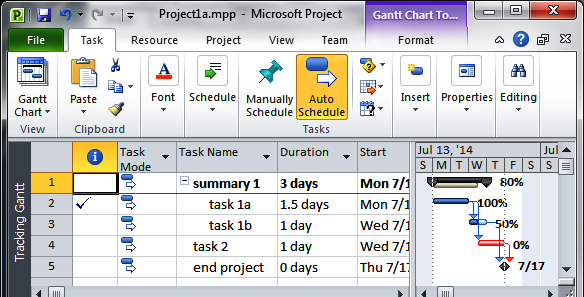 Project1a.mpp - Microsoft Project
Gantt Chart To...
File Task Resource Project View Team Format
Gantt Chart
Paste
Font
Schedule
Manually Schedule
Auto Schedule
Insert
Properties
Editing
View Clipboard Tasks
Task Mode Task Name Duration Start
Jul 13, '14 Jul
S M T W T F S S
1 summary 1 3 days Mon 7/1 80%
2 task 1a 1.5 days Mon 7/ 100%
3 task 1b 1 day Wed 7/ 50%
4 task 2 1 day Wed 7/ 0%
5 end project 0 days Thu 7/17 7/17
Tracking Gantt